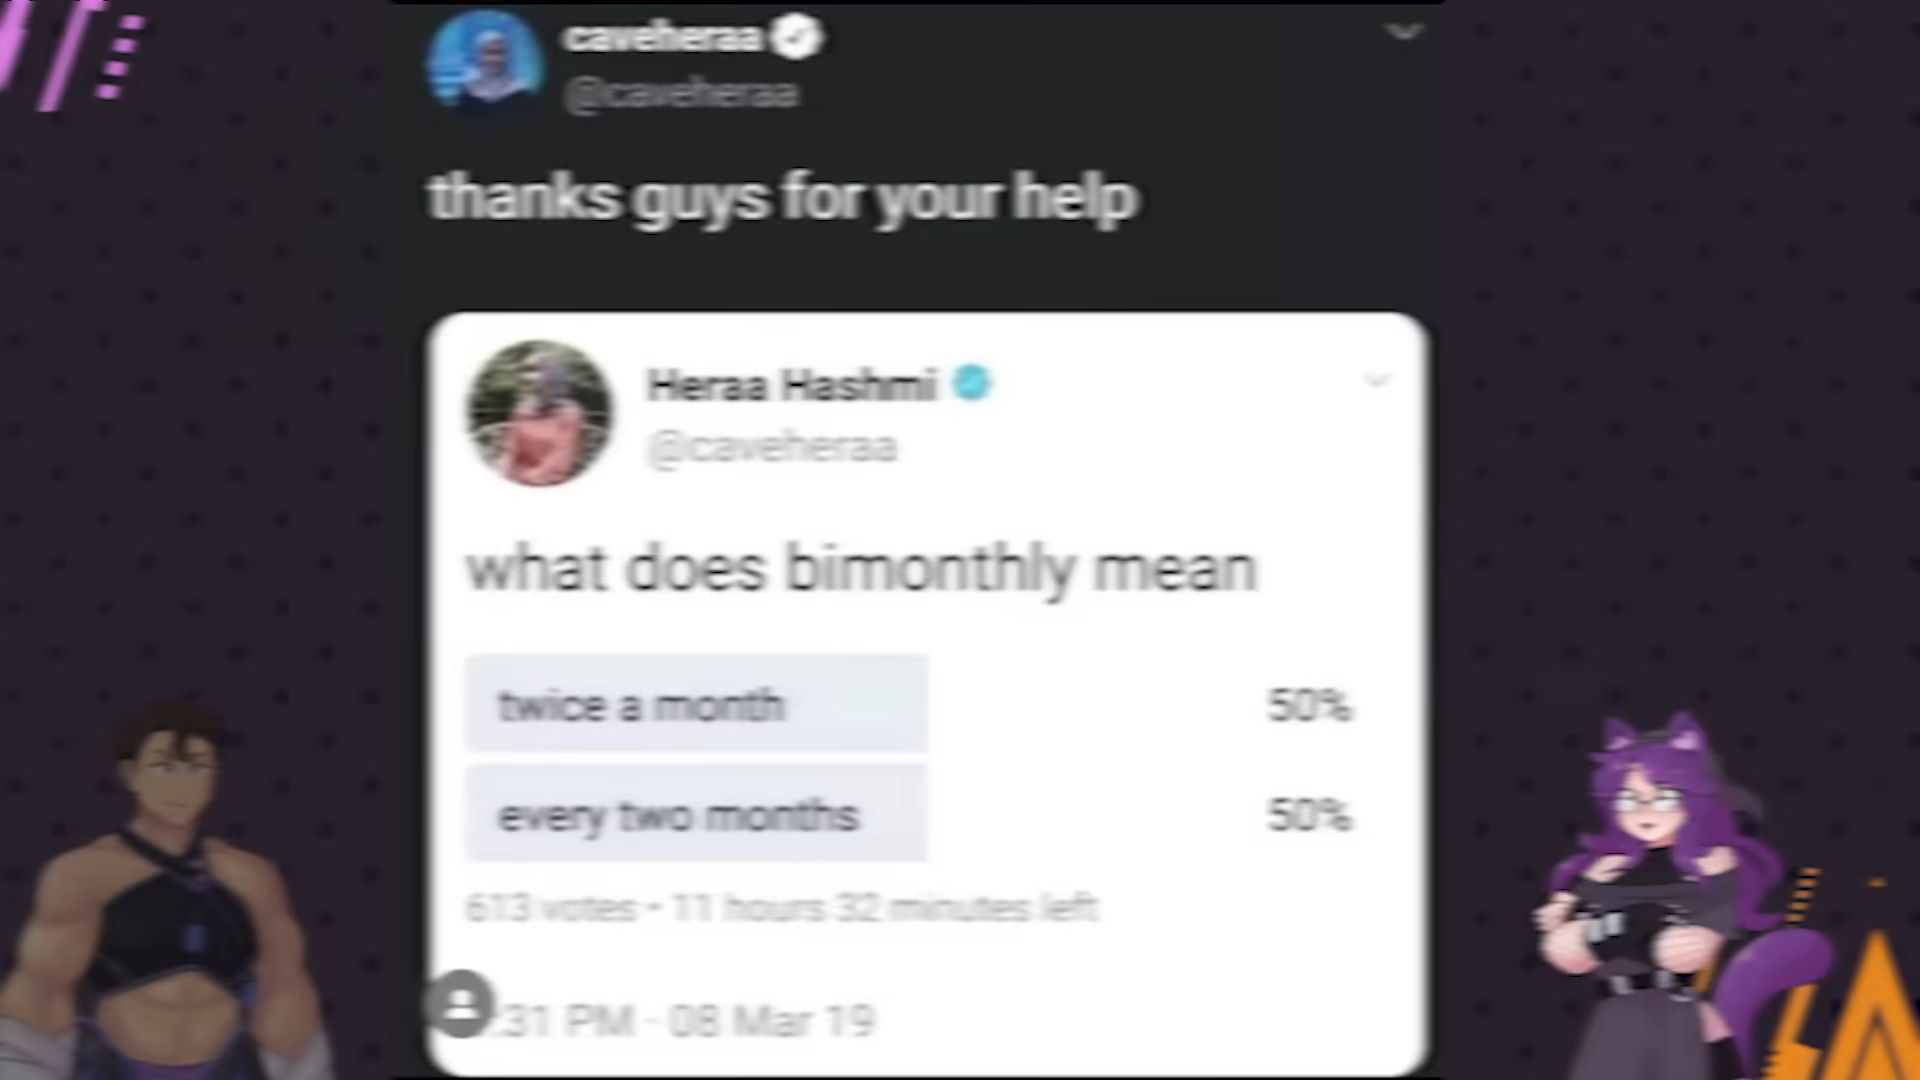 caveheraa
@caveheraa
thanks guys for your help
Heraa Hashmi
@caveheraa
what does bimonthly mean
twice a month 50%
every two months 50%
613 votes • 11 hours 32 minutes left
:31 PM · 08 Mar 19